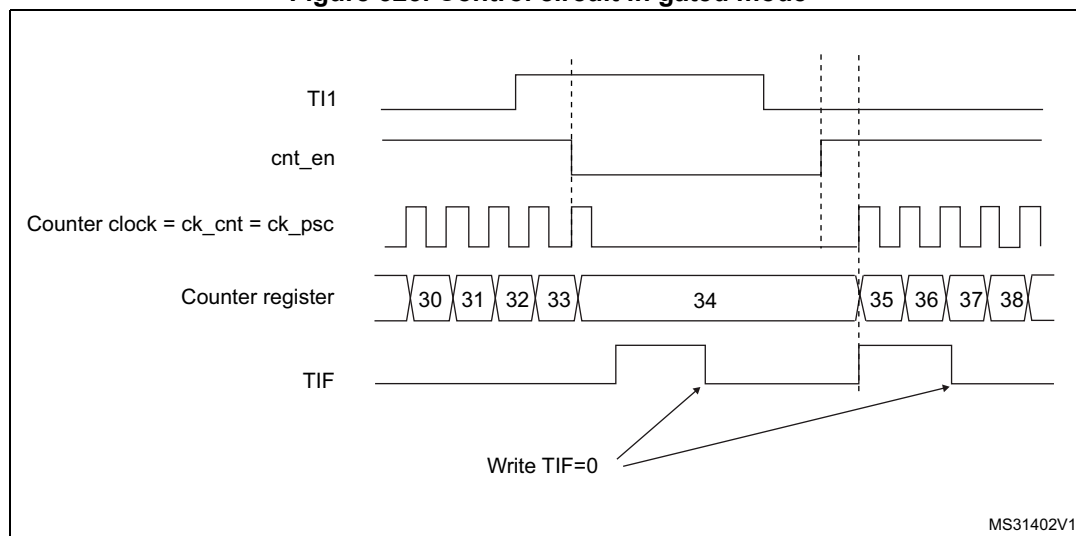 TI1
cnt_en
Counter clock = ck_cnt = ck_psc
Counter register
30 31 32 33 34 35 36 37 38
TIF
Write TIF=0
MS31402V1